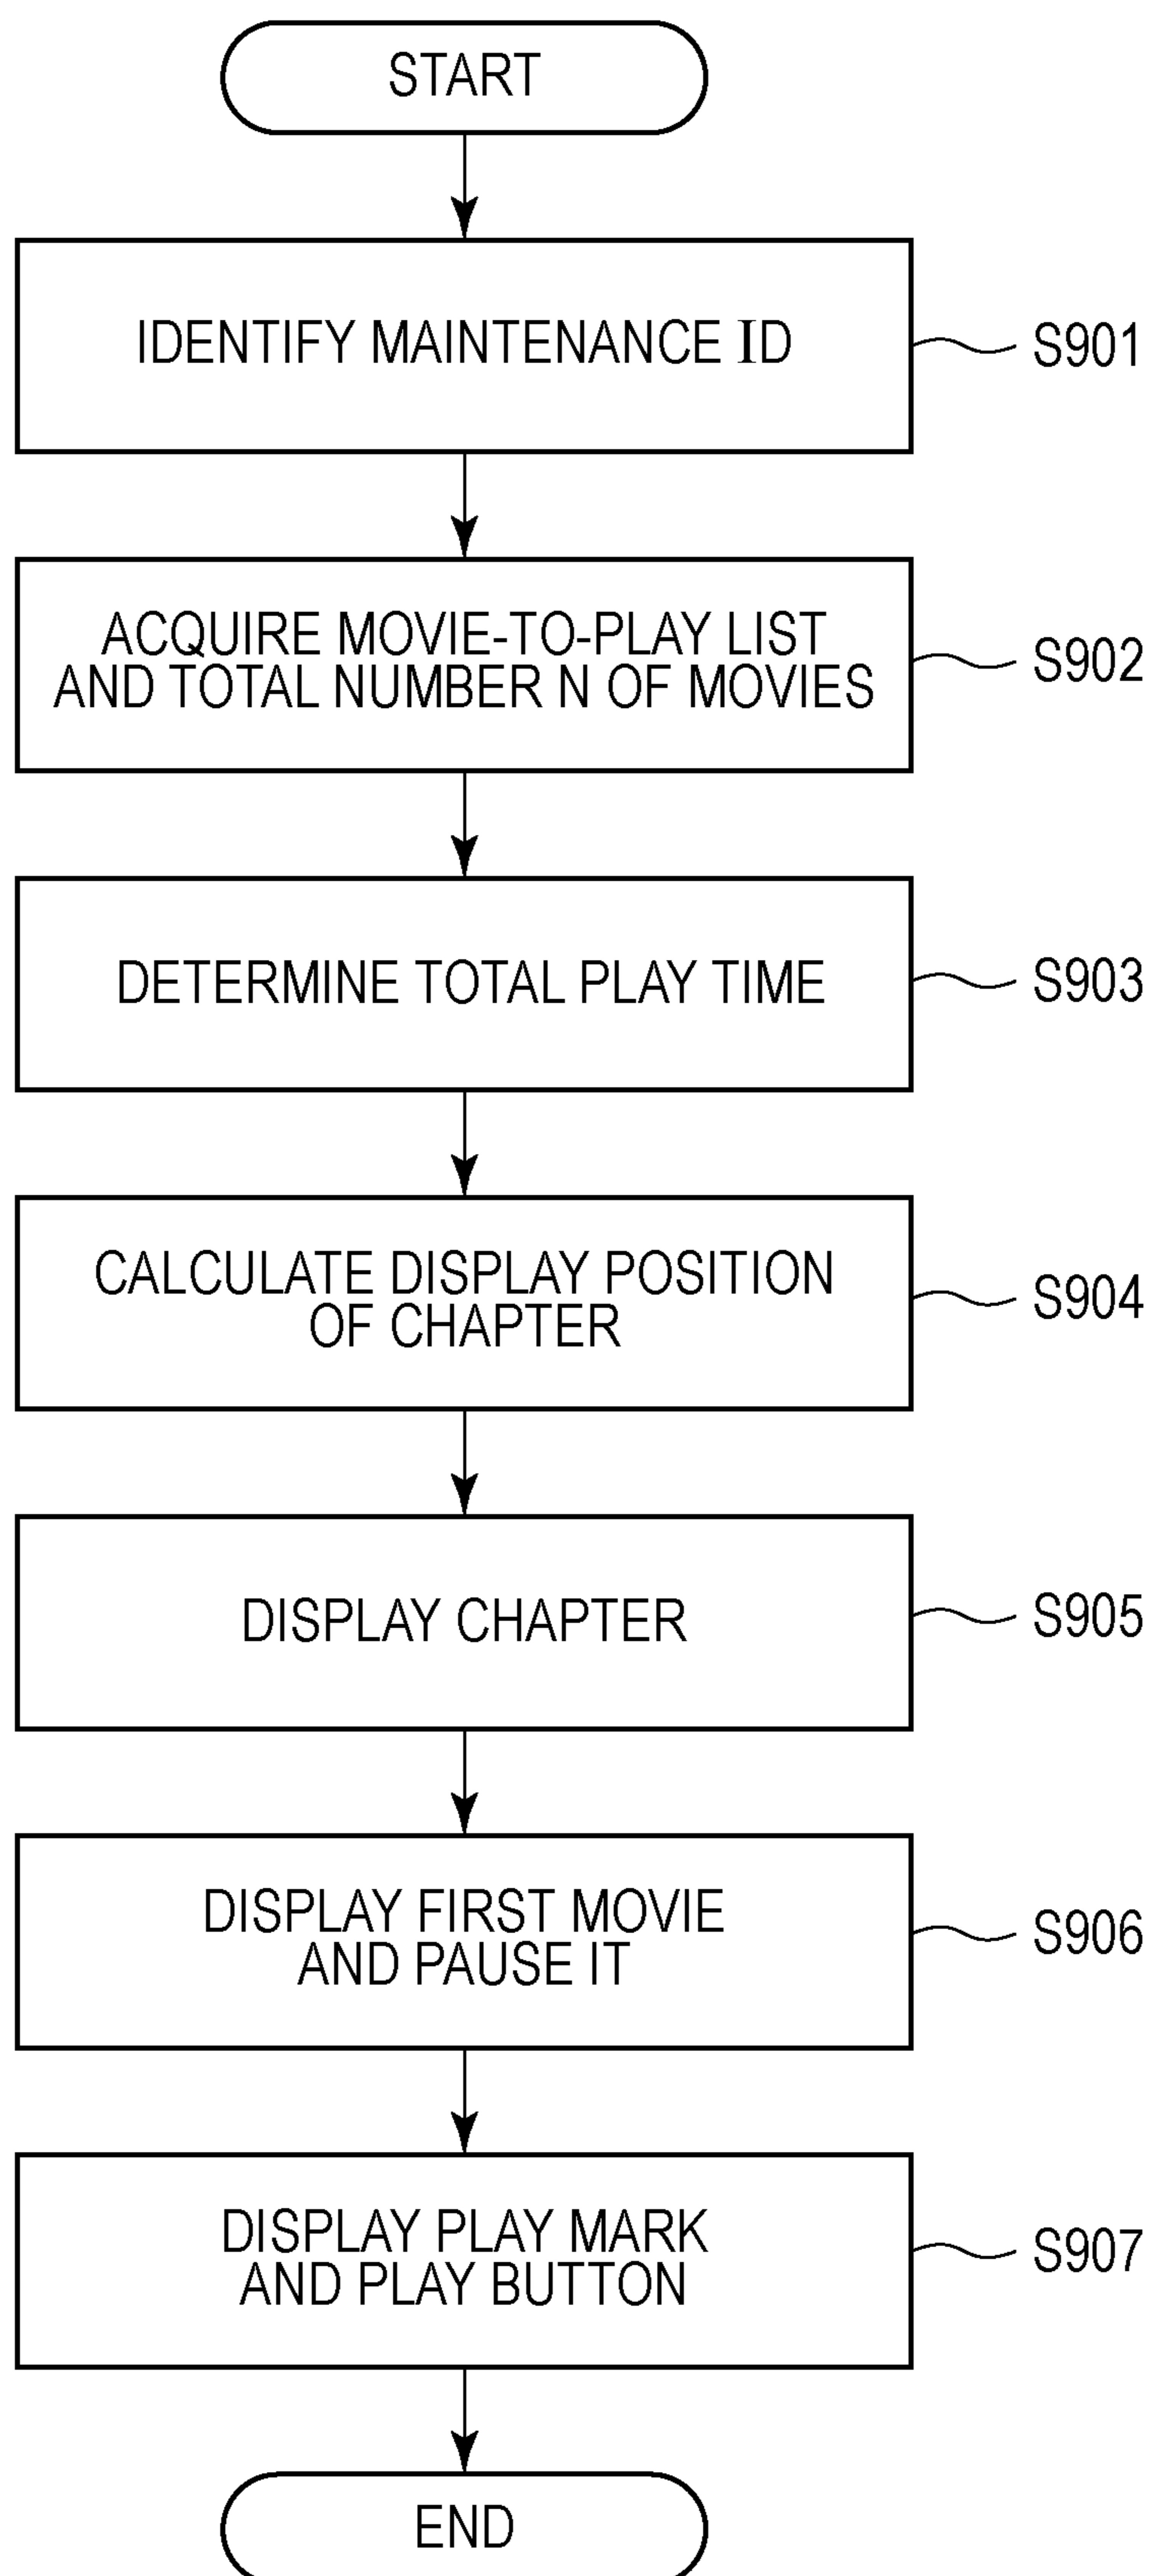 START
IDENTIFY MAINTENANCE ID
S901
ACQUIRE MOVIE-TO-PLAY LIST
AND TOTAL NUMBER N OF MOVIES
S902
DETERMINE TOTAL PLAY TIME
S903
CALCULATE DISPLAY POSITION
OF CHAPTER
S904
DISPLAY CHAPTER
S905
DISPLAY FIRST MOVIE
AND PAUSE IT
S906
DISPLAY PLAY MARK
AND PLAY BUTTON
S907
END